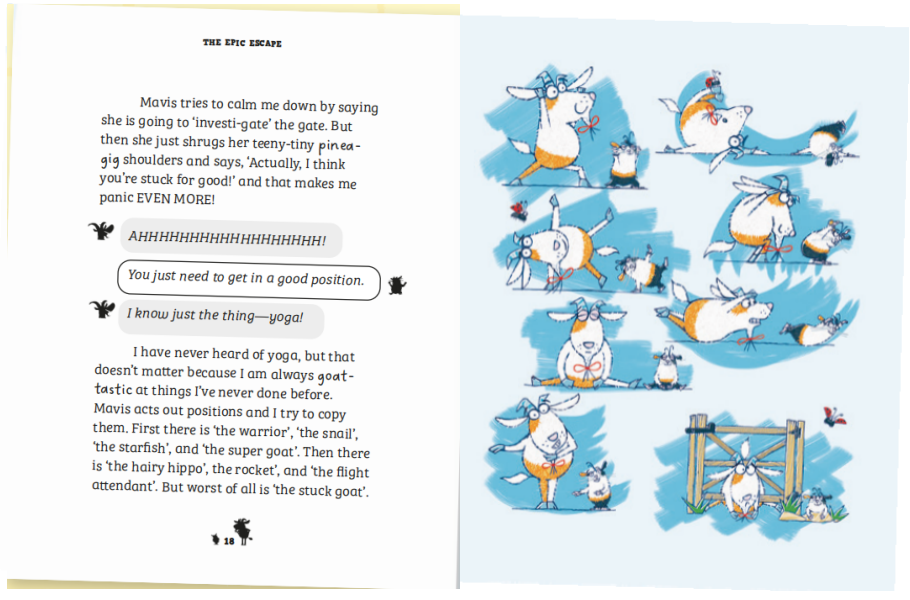 THE EPIC ESCAPE
Mavis tries to calm me down by saying
she is going to ‘investi-gate’ the gate. But
then she just shrugs her teeny-tiny pinea-
gig shoulders and says, ‘Actually, I think
you’re stuck for good!’ and that makes me
panic EVEN MORE!
AHHHHHHHHHHHHHHHHHHH!
You just need to get in a good position.
I know just the thing—yoga!
I have never heard of yoga, but that
doesn’t matter because I am always goat-
tastic at things I’ve never done before.
Mavis acts out positions and I try to copy
them. First there is ‘the warrior’, ‘the snail’,
‘the starfish’, and ‘the super goat’. Then there
is ‘the hairy hippo’, the rocket’, and ‘the flight
attendant’. But worst of all is ‘the stuck goat’.
18